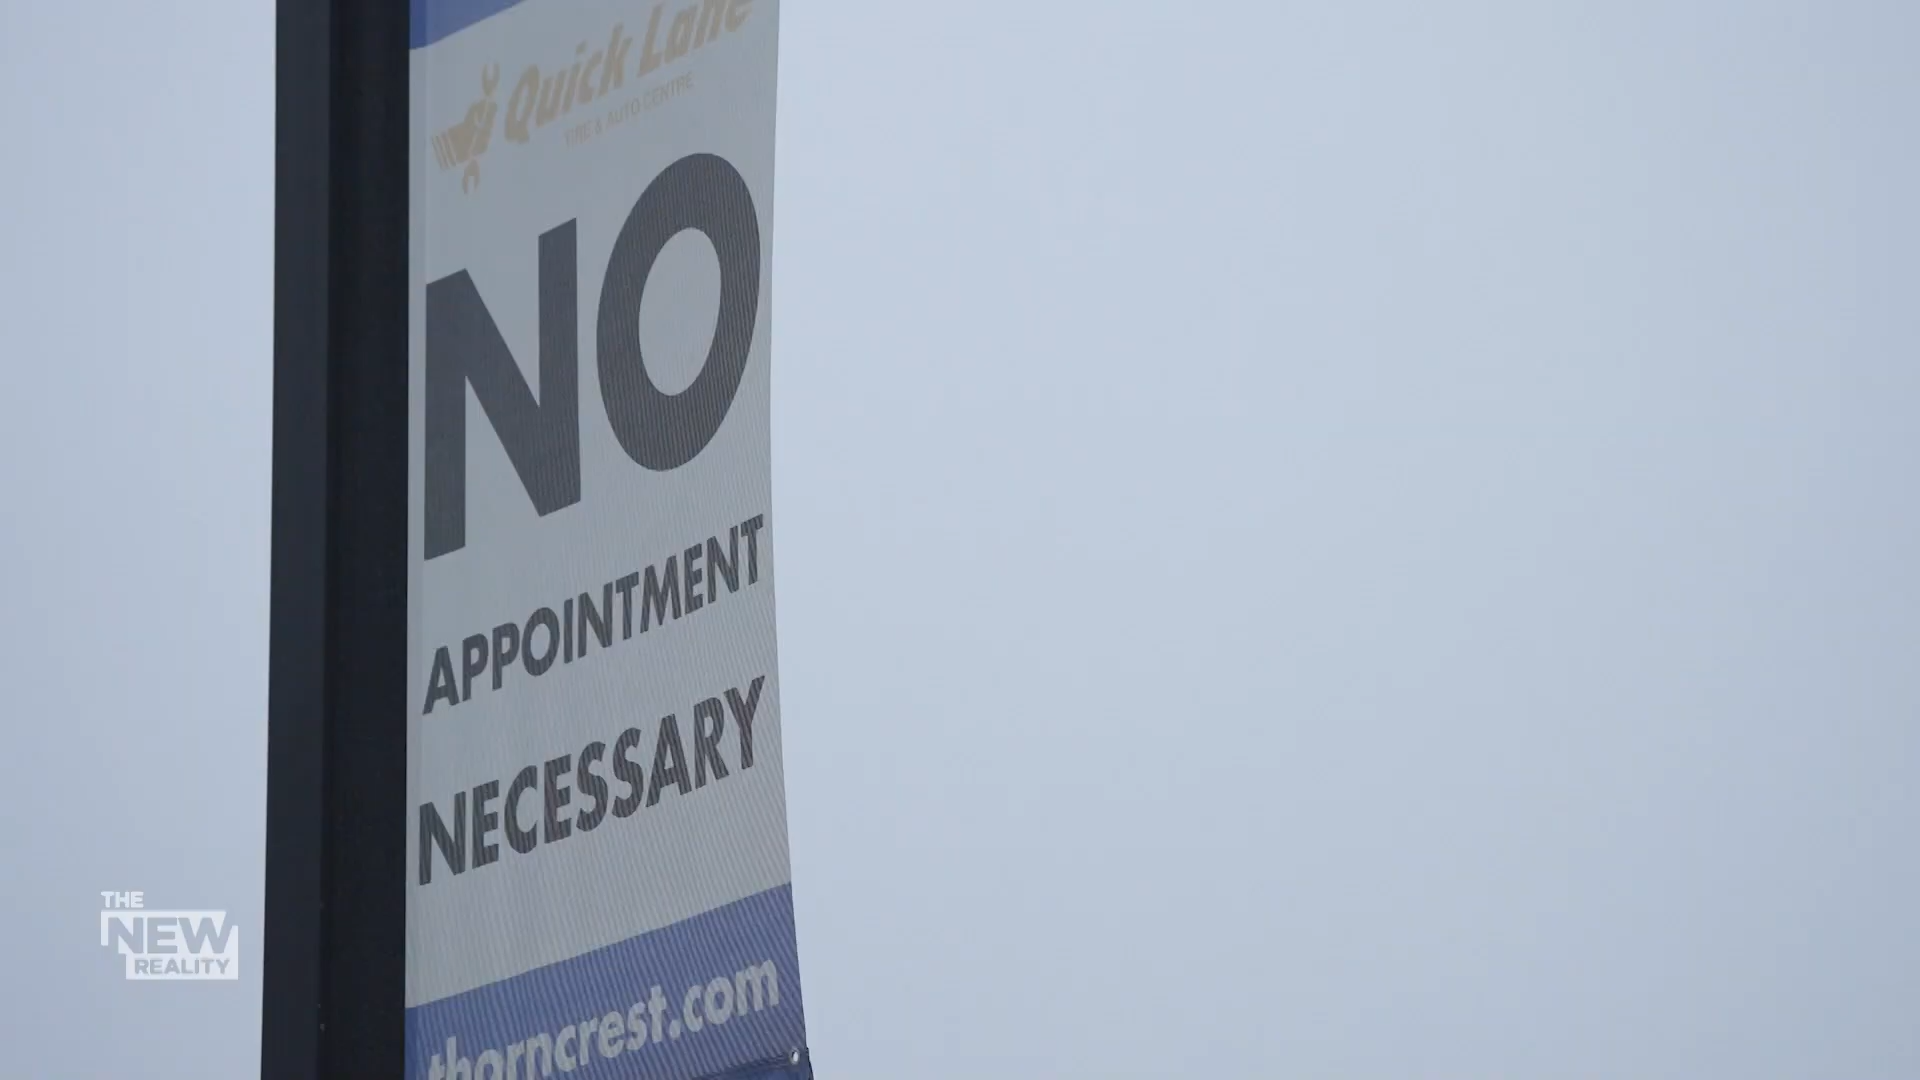 Quick Lane
TIRE & AUTO CENTRE
NO
APPOINTMENT
NECESSARY
thorncrest.com
THE
NEW
REALITY